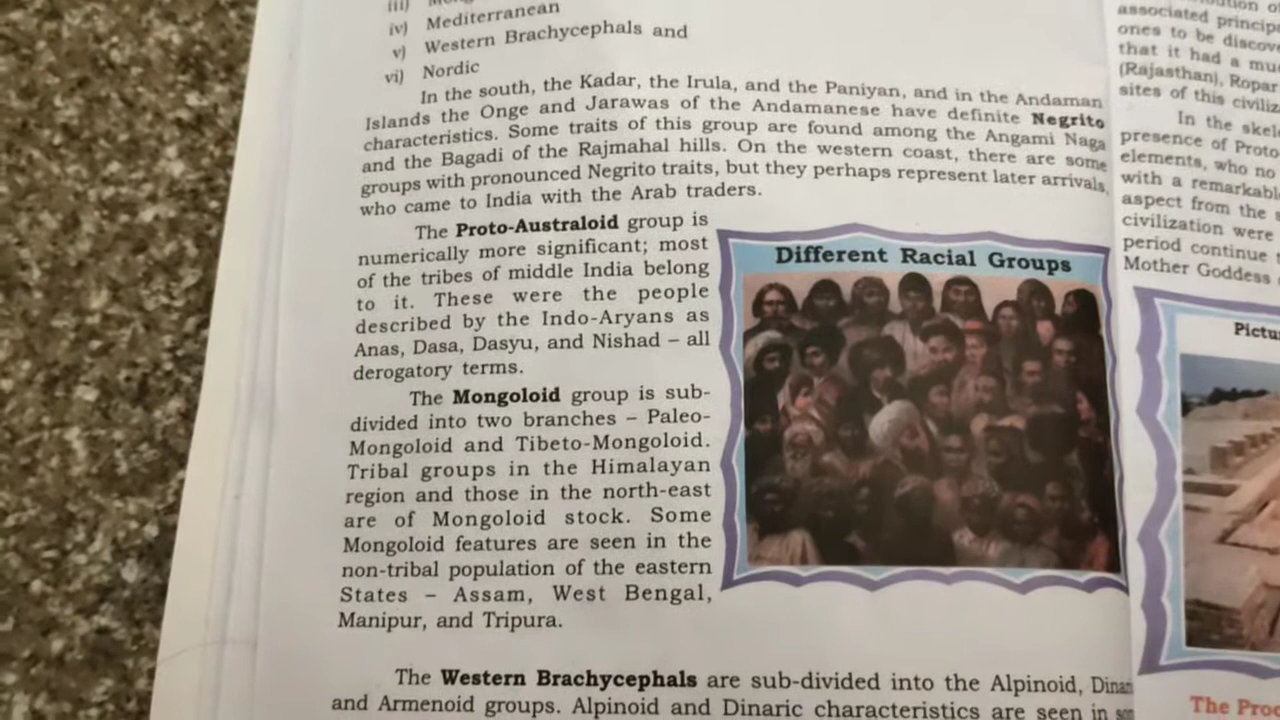 iii)
iv) Mediterranean
v) Western Brachycephals and
vi) Nordic
In the south, the Kadar, the Irula, and the Paniyan, and in the Andaman
Islands the Onge and Jarawas of the Andamanese have definite Negrito
characteristics. Some traits of this group are found among the Angami Naga
and the Bagadi of the Rajmahal hills. On the western coast, there are some
groups with pronounced Negrito traits, but they perhaps represent later arrivals,
who came to India with the Arab traders.
The Proto-Australoid group is
numerically more significant; most
of the tribes of middle India belong
to it. These were the people
described by the Indo-Aryans as
Anas, Dasa, Dasyu, and Nishad – all
derogatory terms.
Different Racial Groups
The Mongoloid group is sub-
divided into two branches – Paleo-
Mongoloid and Tibeto-Mongoloid.
Tribal groups in the Himalayan
region and those in the north-east
are of Mongoloid stock. Some
Mongoloid features are seen in the
non-tribal population of the eastern
States – Assam, West Bengal,
Manipur, and Tripura.
The Western Brachycephals are sub-divided into the Alpinoid,
and Armenoid groups. Alpinoid and Dinaric characteristics are seen in
associated
ones to be
that it had a
(Rajasthan), Ropar
sites of this
In the
presence of Proto
elements, who no
with a
aspect from the
civilization were
period continue
Mother Goddess
The